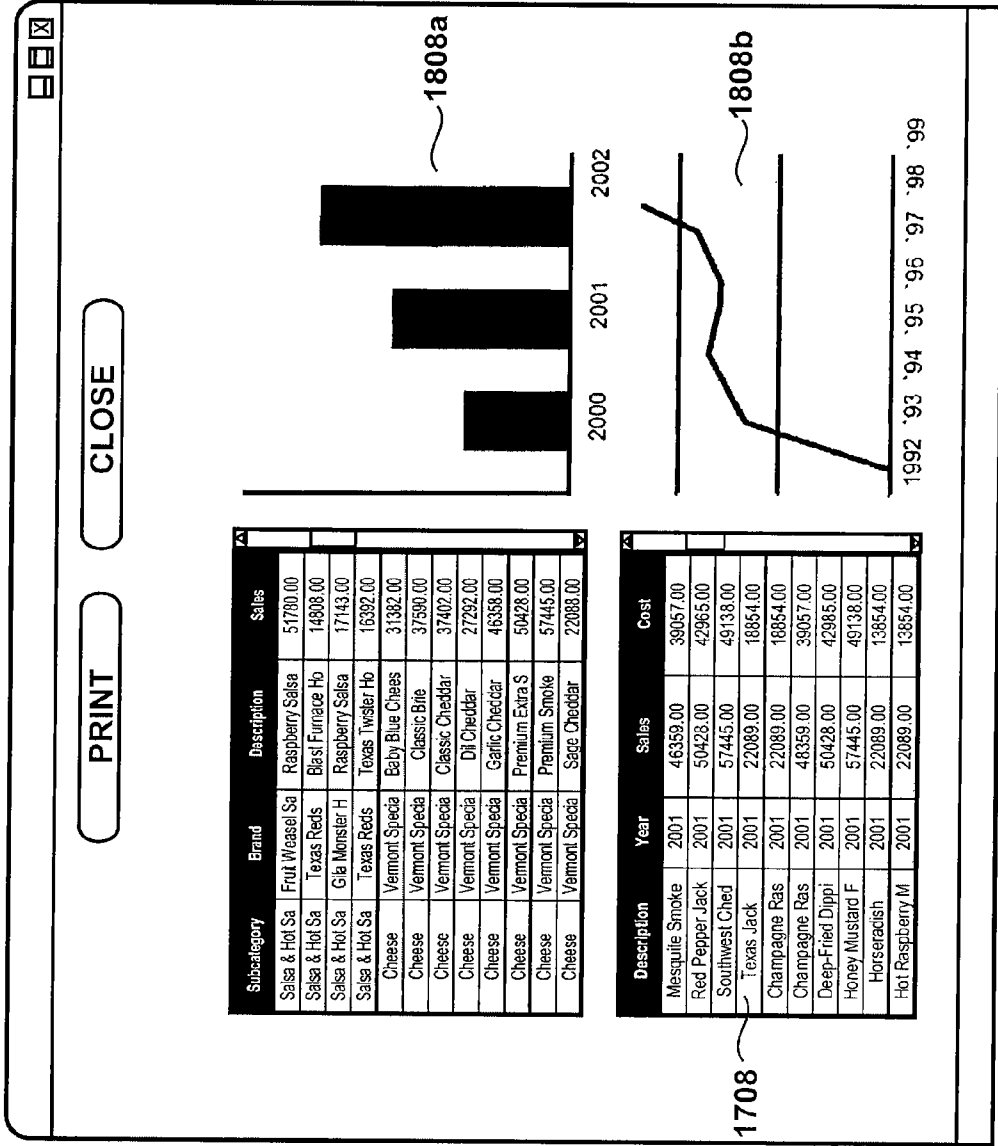 PRINT CLOSE
Subcategory Brand Description Sales
Salsa & Hot Sa Fruit Weasel Sa Raspberry Salsa 51780.00
Salsa & Hot Sa Texas Reds Blast Furnace Ho 14808.00
Salsa & Hot Sa Gila Monster H Raspberry Salsa 17143.00
Salsa & Hot Sa Texas Reds Texas Twister Ho 16392.00
Cheese Vermont Specia Baby Blue Chees 31382.00
Cheese Vermont Specia Classic Brie 37590.00
Cheese Vermont Specia Classic Cheddar 37402.00
Cheese Vermont Specia Dil Cheddar 27292.00
Cheese Vermont Specia Garlic Cheddar 46358.00
Cheese Vermont Specia Premium Extra S 50428.00
Cheese Vermont Specia Premium Smoke 57445.00
Cheese Vermont Specia Sage Cheddar 22088.00
2000 2001 2002
1808a
Description Year Sales Cost
Mesquite Smoke 2001 46359.00 39057.00
Red Pepper Jack 2001 50428.00 42965.00
Southwest Ched 2001 57445.00 49138.00
Texas Jack 2001 22089.00 18854.00
Champagne Ras 2001 22089.00 18854.00
Champagne Ras 2001 48359.00 39057.00
Deep-Fried Dippi 2001 50428.00 42985.00
Honey Mustard F 2001 57445.00 49138.00
Horseradish 2001 22089.00 13854.00
Hot Raspberry M 2001 22089.00 13854.00
1708
1808b
1992 '93 '94 '95 '96 '97 '98 '99